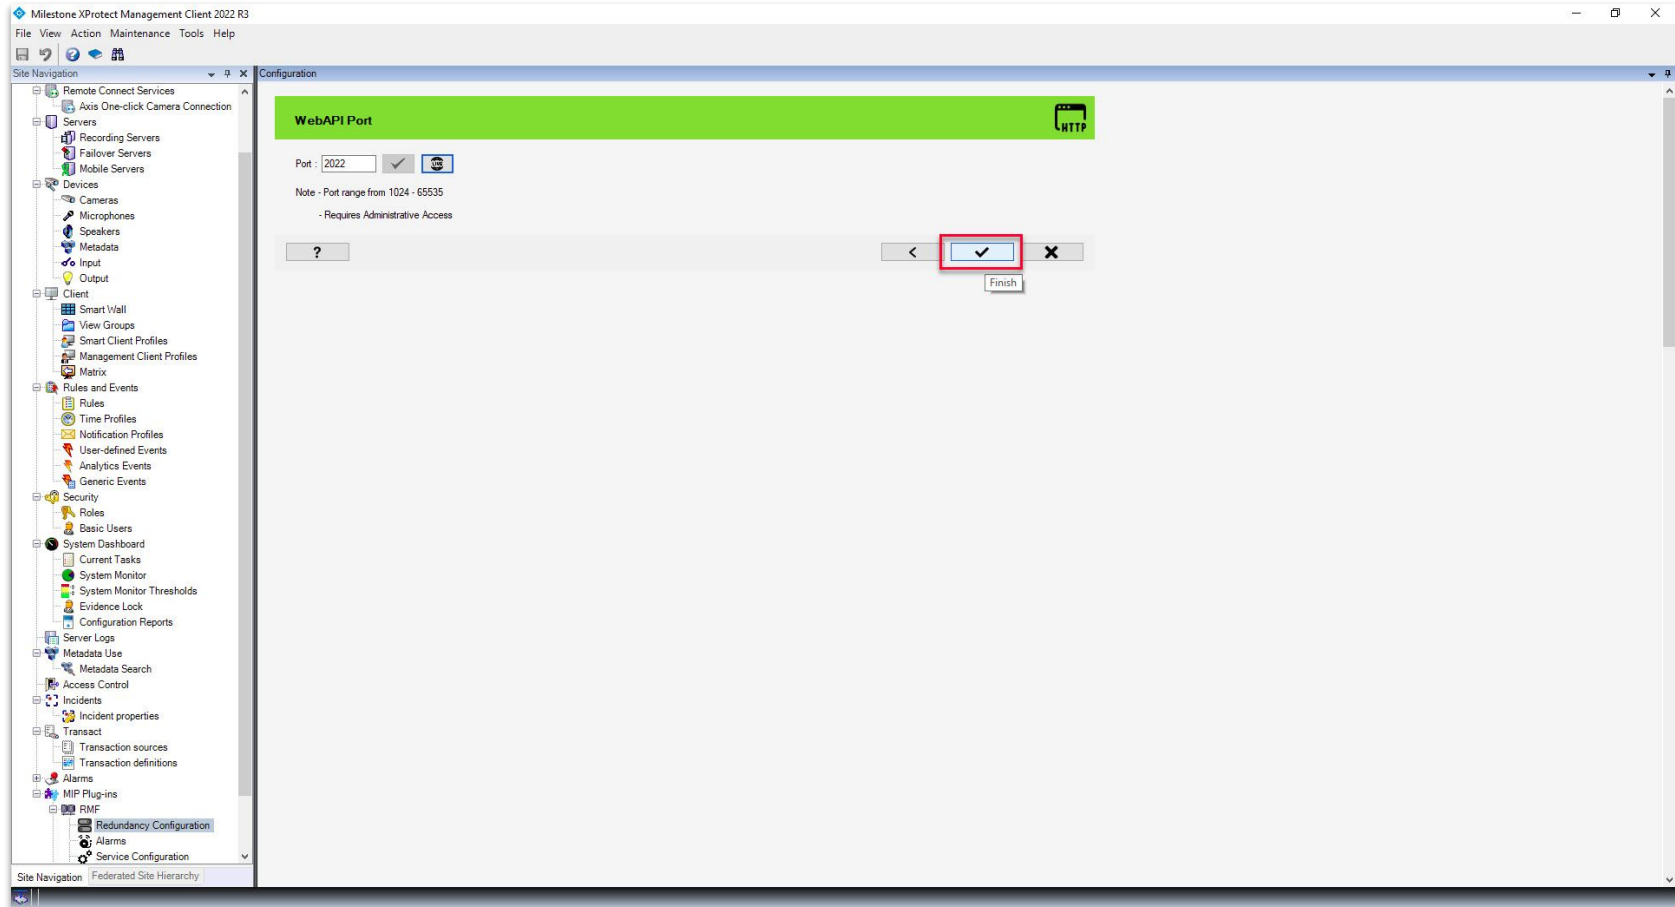 Milestone XProtect Management Client 2022 R3
File View Action Maintenance Tools Help
Site Navigation
Remote Connect Services
Axis One-click Camera Connection
Servers
Recording Servers
Failover Servers
Mobile Servers
Devices
Cameras
Microphones
Speakers
Metadata
Input
Output
Client
Smart Wall
View Groups
Smart Client Profiles
Management Client Profiles
Matrix
Rules and Events
Rules
Time Profiles
Notification Profiles
User-defined Events
Analytics Events
Generic Events
Security
Roles
Basic Users
System Dashboard
Current Tasks
System Monitor
System Monitor Thresholds
Evidence Lock
Configuration Reports
Server Logs
Metadata Use
Metadata Search
Access Control
Incidents
Incident properties
Transact
Transaction sources
Transaction definitions
Alarms
MIP Plug-ins
RMF
Redundancy Configuration
Alarms
Service Configuration
Site Navigation Federated Site Hierarchy
Configuration
WebAPI Port
HTTP
Port : 2022
LIVE
Note - Port range from 1024 - 65535
- Requires Administrative Access
?
<
Finish